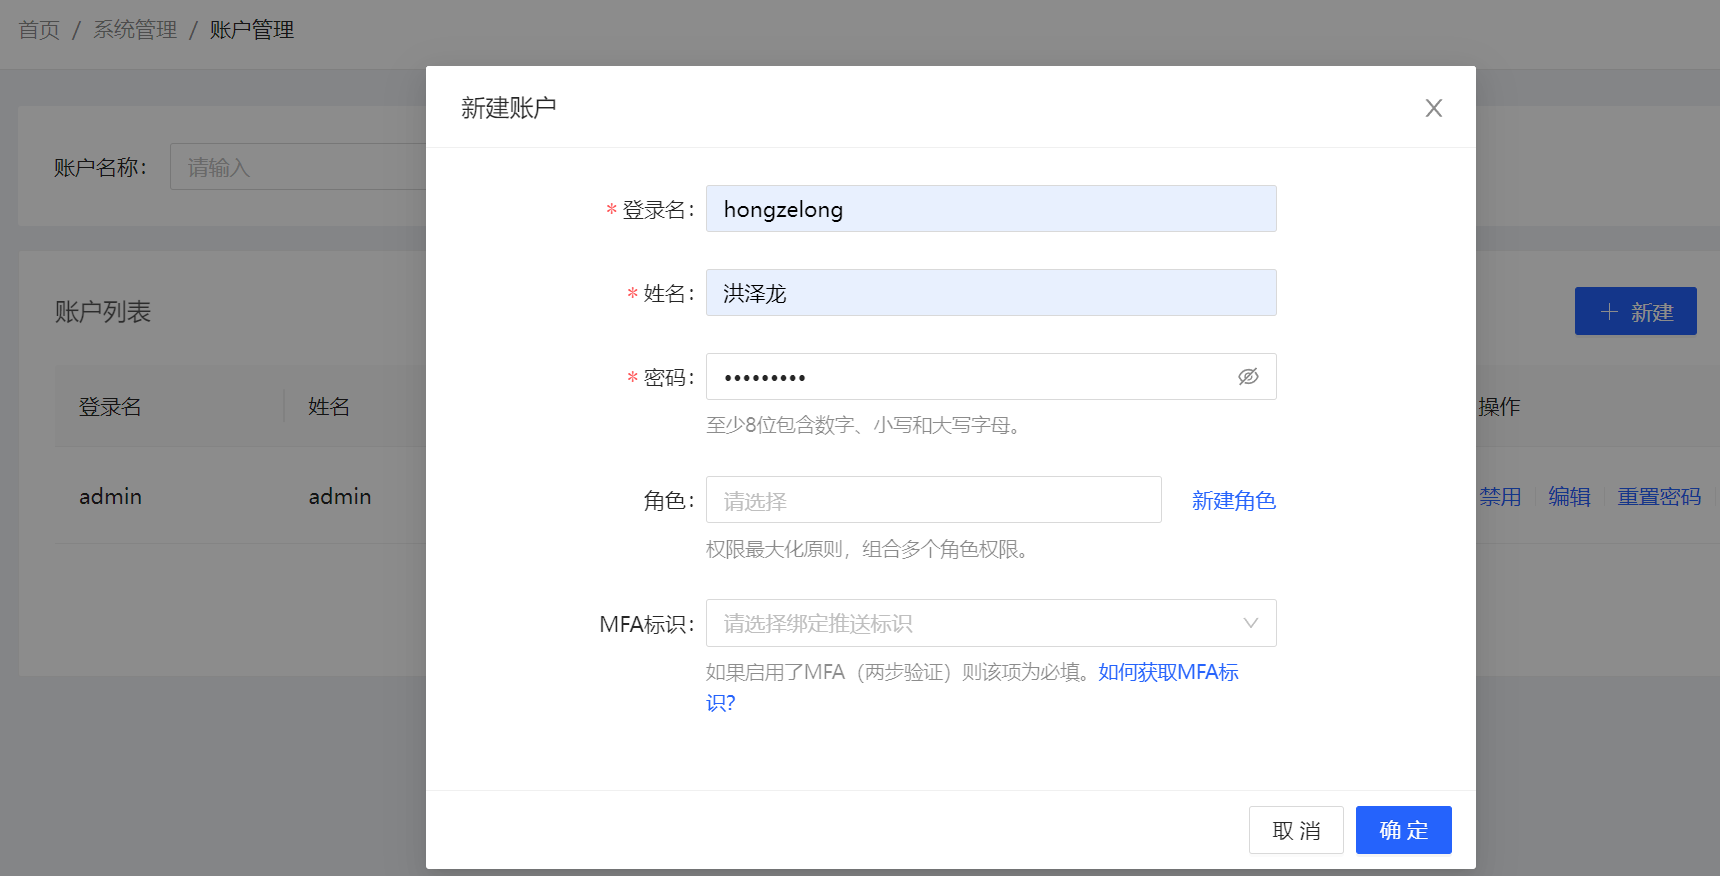 首页 / 系统管理 / 账户管理
新建账户
账户名称: 请输入
* 登录名: hongzelong
* 姓名: 洪泽龙
账户列表
+ 新建
* 密码: •••••••••
至少8位包含数字、小写和大写字母。
登录名 姓名 操作
admin admin 禁用 编辑 重置密码
角色: 请选择 新建角色
权限最大化原则，组合多个角色权限。
MFA标识: 请选择绑定推送标识
如果启用了MFA（两步验证）则该项为必填。如何获取MFA标
识?
取 消 确 定